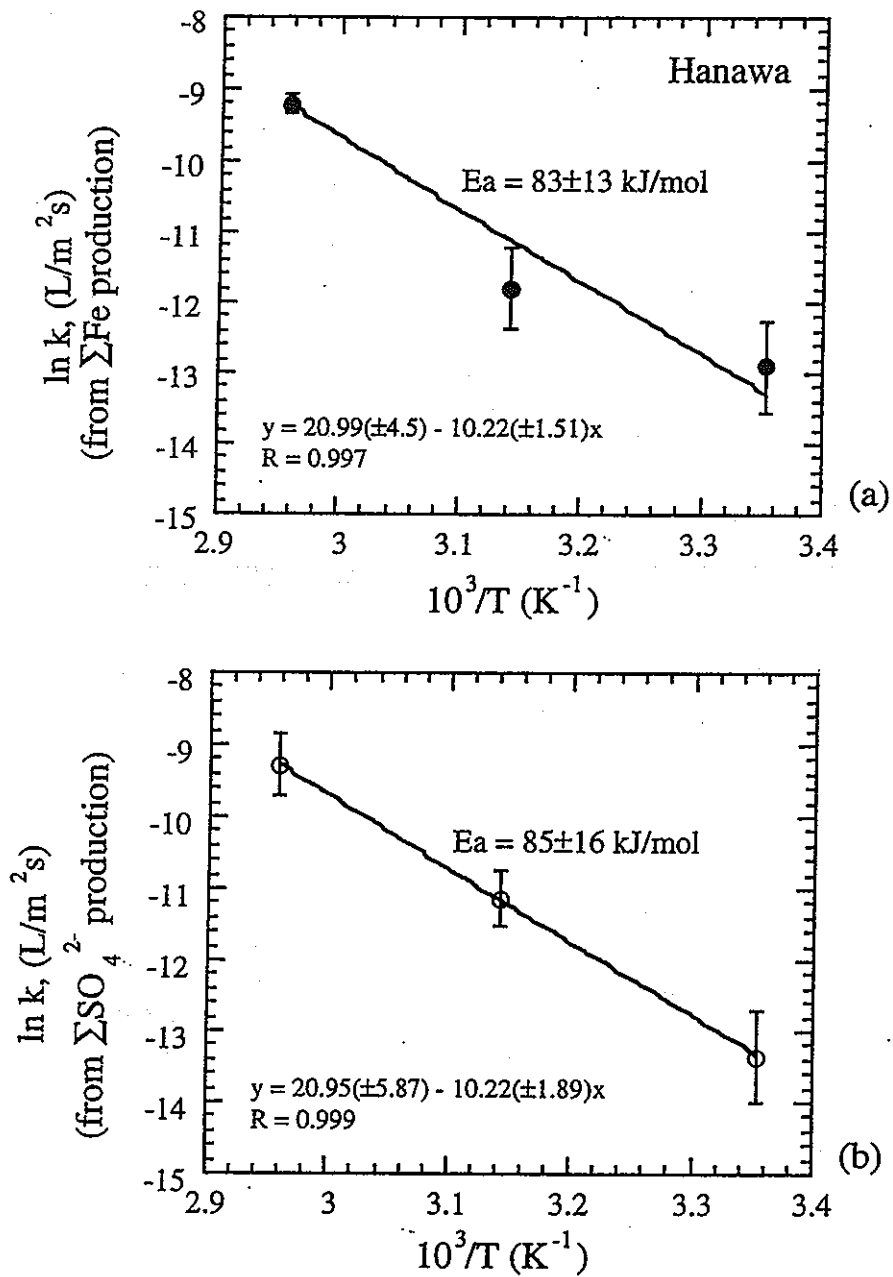 -8
-9
-10
-11
-12
-13
-14
-15
Hanawa
Ea = 83±13 kJ/mol
y = 20.99(±4.5) - 10.22(±1.51)x
R = 0.997
(a)
2.9 3 3.1 3.2 3.3 3.4
10³/T (K⁻¹)
ln k, (L/m²s)
(from ∑Fe production)
-8
-9
-10
-11
-12
-13
-14
-15
Ea = 85±16 kJ/mol
y = 20.95(±5.87) - 10.22(±1.89)x
R = 0.999
(b)
2.9 3 3.1 3.2 3.3 3.4
10³/T (K⁻¹)
ln k, (L/m²s)
(from ∑SO₄²⁻ production)